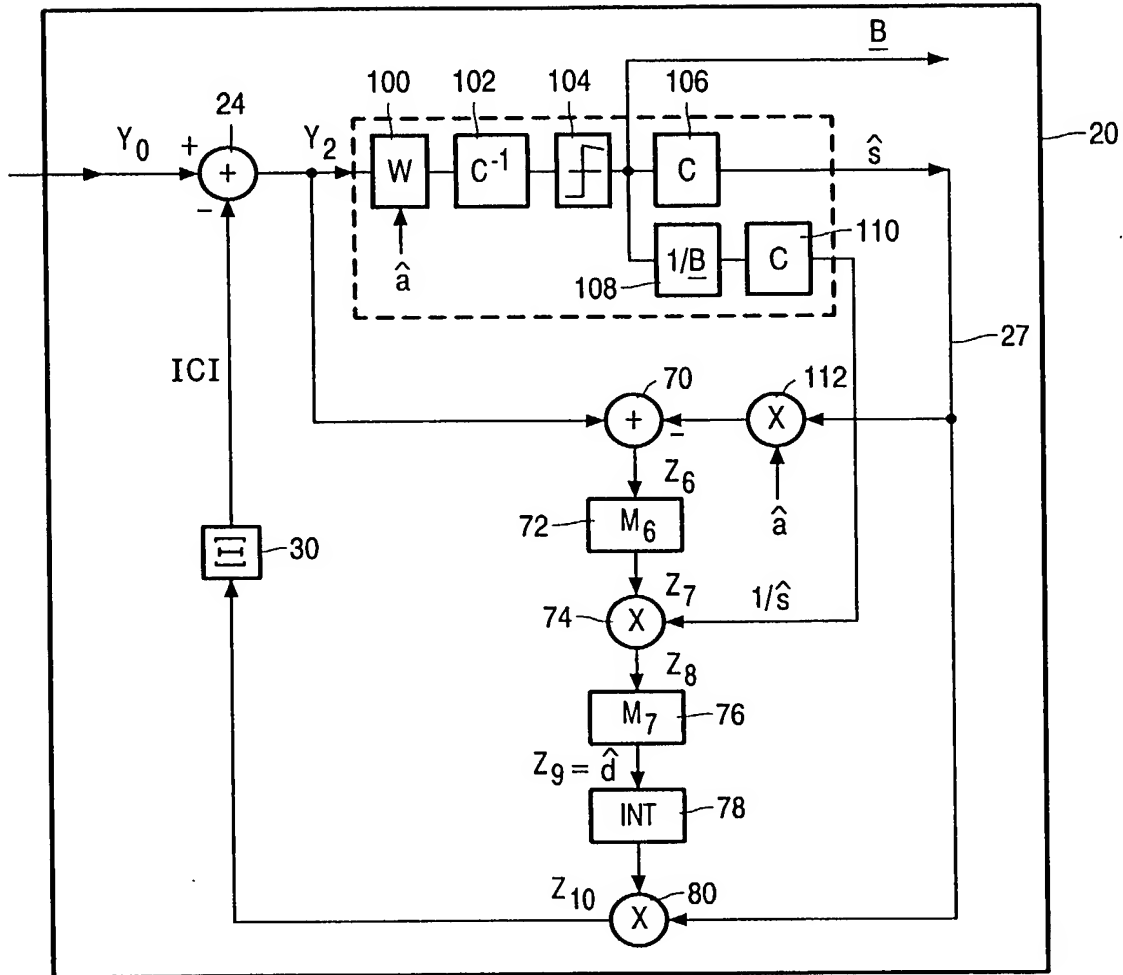 B
100
102
104
106
24
20
Y0
+
+
-
Y2
W
C-1
C
ŝ
â
1/B
C
110
108
27
ICI
70
112
+
-
X
Z6
â
72
M6
Ξ
30
Z7
1/ŝ
74
X
Z8
M7
76
Z9 = d̂
INT
78
Z10
80
X